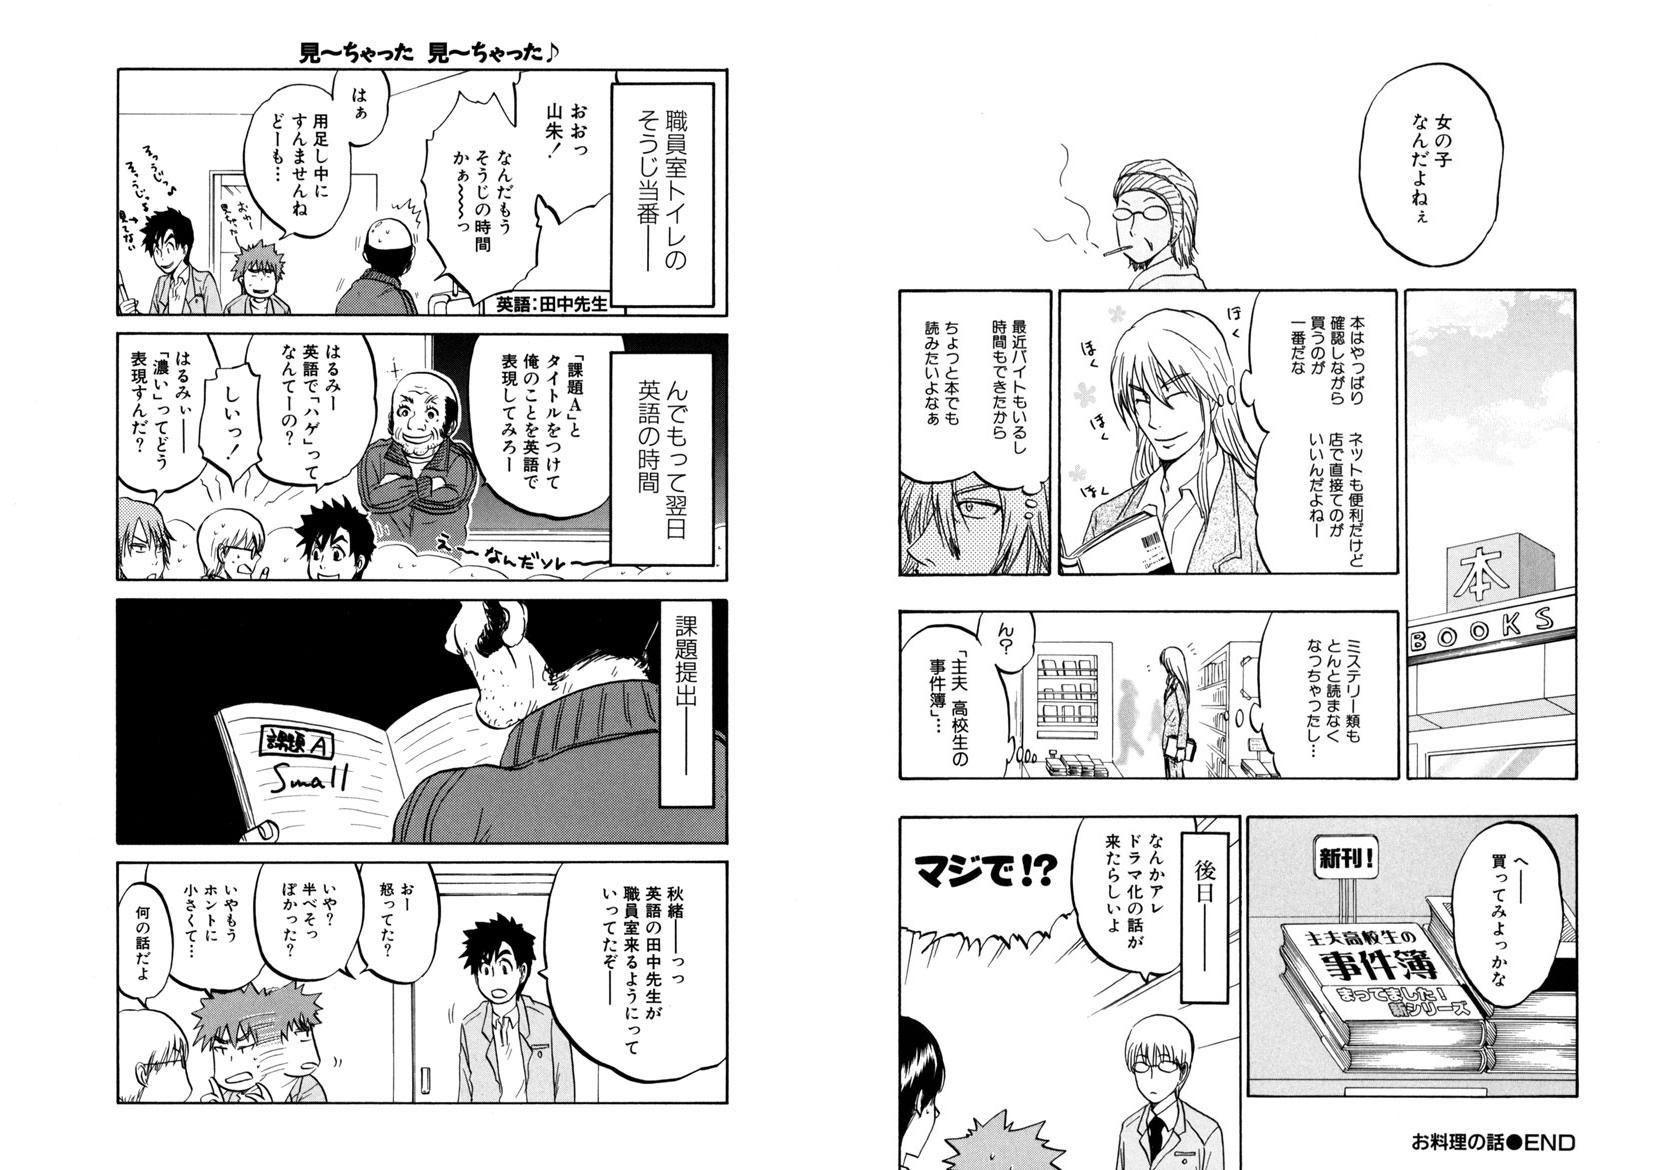 女の子
なんだよねぇ
本
BOOKS
本はやっぱり
確認しながら
買うのが
一番だな
ネットも便利だけど
店で直接てのが
いいんだよねー
ほく
ほく
ほく
ほく
最近バイトもいるし
時間もできたから
ちょっと本でも
読みたいよなぁ
ミステリー類も
とんと読まなく
なっちゃったし…
ん?
「主夫 高校生の
事件簿」…
へ――
買ってみよっかな
新刊!
主夫高校生の
事件簿
まってました!
新シリーズ
後日――
なんかアレ
ドラマ化の話が
来たらしいよ
マジで!?
お料理の話●END
見〜ちゃった 見〜ちゃった♪
職員室トイレの
そうじ当番――
おおっ
山朱!
なんだもう
そうじの時間
かぁ〜〜〜っ
英語:田中先生
はぁ
用足し中に
すんませんね
どーも…
おわー
見ちゃった
そうじっ♪
そうじっ
見てない
んでもって翌日
英語の時間
「課題A」と
タイトルをつけて
俺のことを英語で
表現してみろー
え〜なんだソレ――
はるみー
英語で「ハゲ」って
なんてーの?
しいっ!
はるみぃ――
「濃い」ってどう
表現すんだ?
課題提出――
課題A
Small
秋緒――っっ
英語の田中先生が
職員室来るようにって
いってたぞ――
おー
怒ってた?
いや?
半べそっ
ぽかった?
いやもう
ホントに
小さくて…
何の話だよ